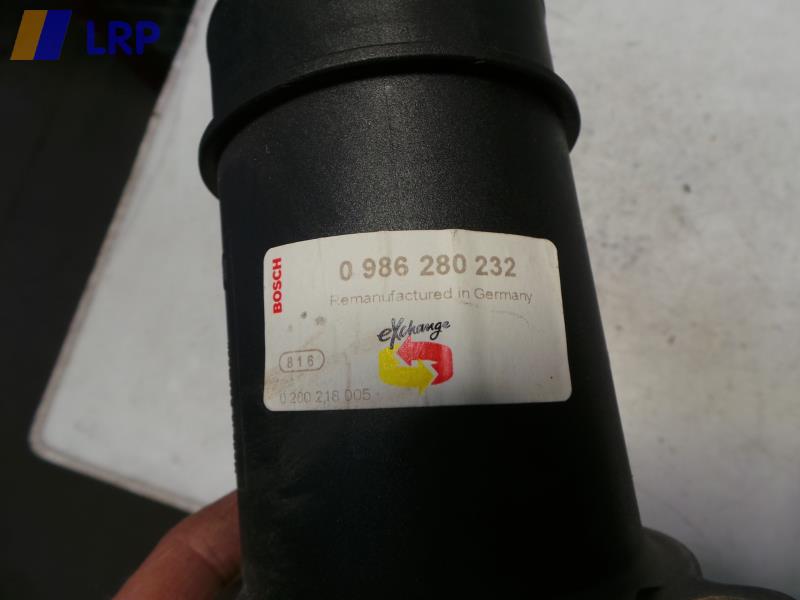 LRP
BOSCH
0 986 280 232
Remanufactured in Germany
eXchange
816
0 280 218 005